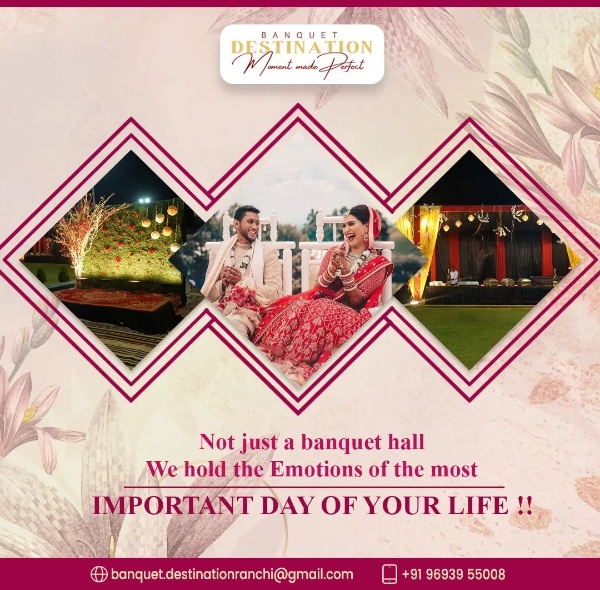 BANQUET
DESTINATION
Moment made Perfect
Not just a banquet hall
We hold the Emotions of the most
IMPORTANT DAY OF YOUR LIFE !!
banquet.destinationranchi@gmail.com +91 96939 55008